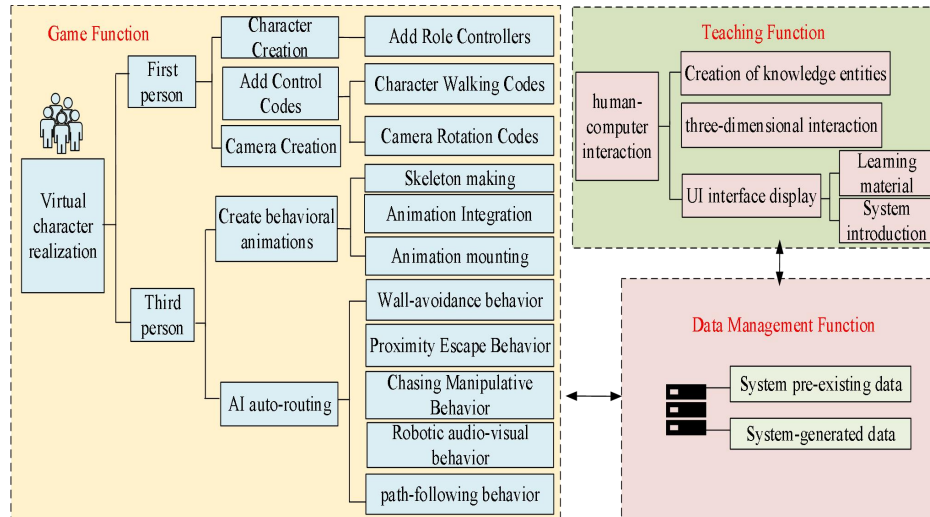 Game Function
Virtual
character
realization
First
person
Third
person
Character
Creation
Add Control
Codes
Camera Creation
Create behavioral
animations
AI auto-routing
Add Role Controllers
Character Walking Codes
Camera Rotation Codes
Skeleton making
Animation Integration
Animation mounting
Wall-avoidance behavior
Proximity Escape Behavior
Chasing Manipulative
Behavior
Robotic audio-visual
behavior
path-following behavior
Teaching Function
human-
computer
interaction
Creation of knowledge entities
three-dimensional interaction
UI interface display
Learning
material
System
introduction
Data Management Function
System pre-existing data
System-generated data